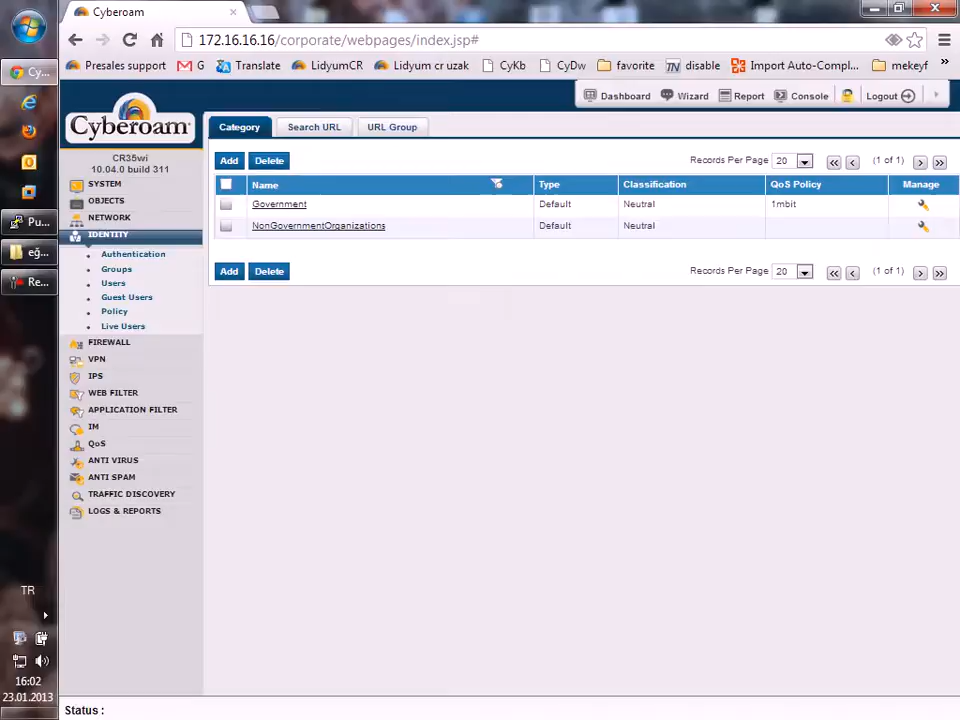 Cyberoam
172.16.16.16/corporate/webpages/index.jsp#
Presales support
G
Translate
LidyumCR
Lidyum cr uzak
CyKb
CyDw
favorite
disable
Import Auto-Compl...
mekeyf
»
Cy...
Pu...
eğ...
Re...
TR
16:02
23.01.2013
Cyberoam
CR35wi
10.04.0 build 311
Dashboard
Wizard
Report
Console
Logout
SYSTEM
OBJECTS
NETWORK
IDENTITY
Authentication
Groups
Users
Guest Users
Policy
Live Users
FIREWALL
VPN
IPS
WEB FILTER
APPLICATION FILTER
IM
QoS
ANTI VIRUS
ANTI SPAM
TRAFFIC DISCOVERY
LOGS & REPORTS
Category Search URL URL Group
Add Delete Records Per Page 20 (1 of 1)
Name Type Classification QoS Policy Manage
Government Default Neutral 1mbit
NonGovernmentOrganizations Default Neutral
Add Delete Records Per Page 20 (1 of 1)
Status :